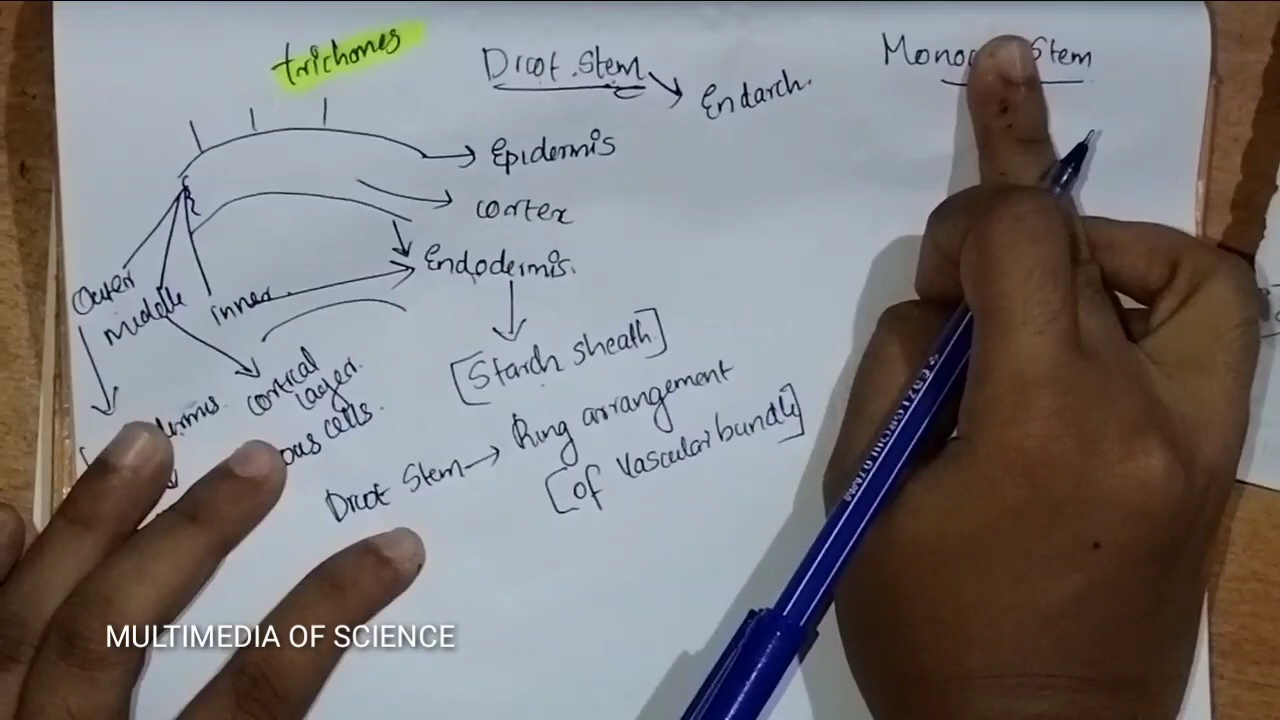 trichomes
Dicot Stem
Endarch.
Stem
Epidermis
cortex
Endodermis.
Outer
middle
inner
[Starch sheath]
cortical
layer.
cells.
Dicot Stem → Ring arrangement
[of vascular bundle]
MULTIMEDIA OF SCIENCE